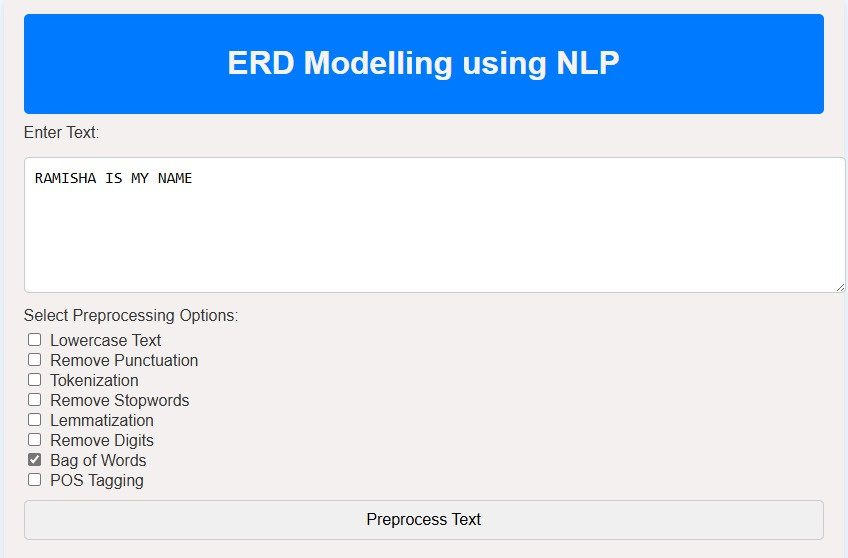 ERD Modelling using NLP
Enter Text:
RAMISHA IS MY NAME
Select Preprocessing Options:
Lowercase Text
Remove Punctuation
Tokenization
Remove Stopwords
Lemmatization
Remove Digits
Bag of Words
POS Tagging
Preprocess Text